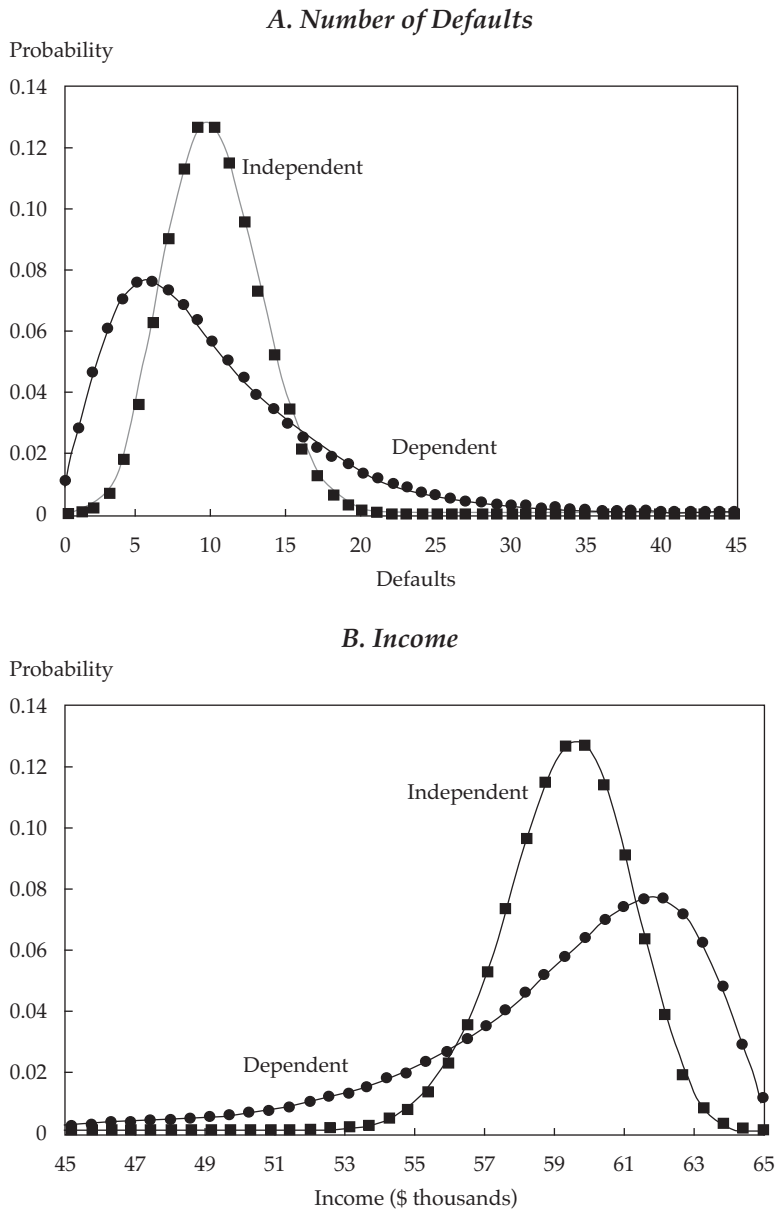 A. Number of Defaults
Probability
0.14
0.12
0.10
0.08
0.06
0.04
0.02
0
Independent
Dependent
0 5 10 15 20 25 30 35 40 45
Defaults
B. Income
Probability
0.14
0.12
0.10
0.08
0.06
0.04
0.02
0
Independent
Dependent
45 47 49 51 53 55 57 59 61 63 65
Income ($ thousands)